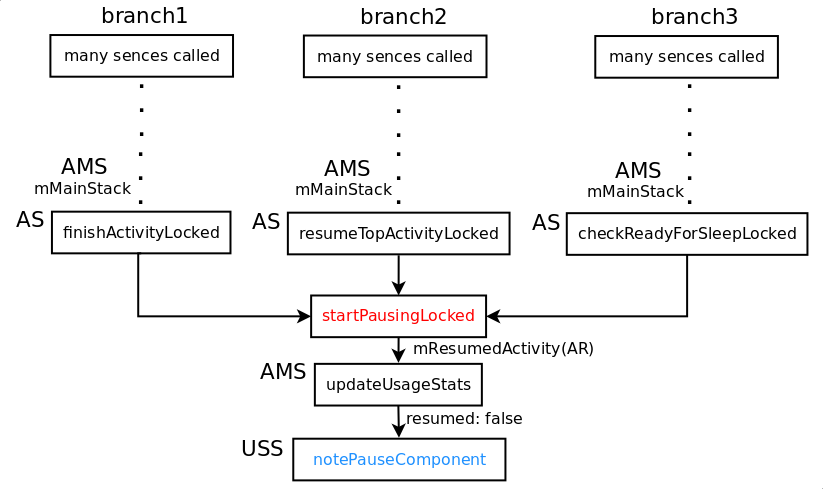 branch1
branch2
branch3
many sences called
many sences called
many sences called
AMS
mMainStack
AMS
mMainStack
AMS
mMainStack
AS
finishActivityLocked
AS
resumeTopActivityLocked
AS
checkReadyForSleepLocked
startPausingLocked
mResumedActivity(AR)
AMS
updateUsageStats
resumed: false
USS
notePauseComponent